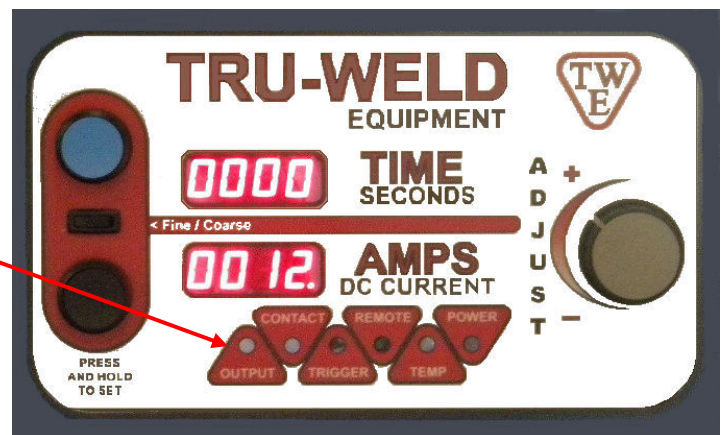 TRU-WELD
EQUIPMENT
TWE
0000
TIME
SECONDS
< Fine / Coarse
0012.
AMPS
DC CURRENT
ADJUST
+
−
CONTACT
REMOTE
POWER
OUTPUT
TRIGGER
TEMP
PRESS
AND HOLD
TO SET